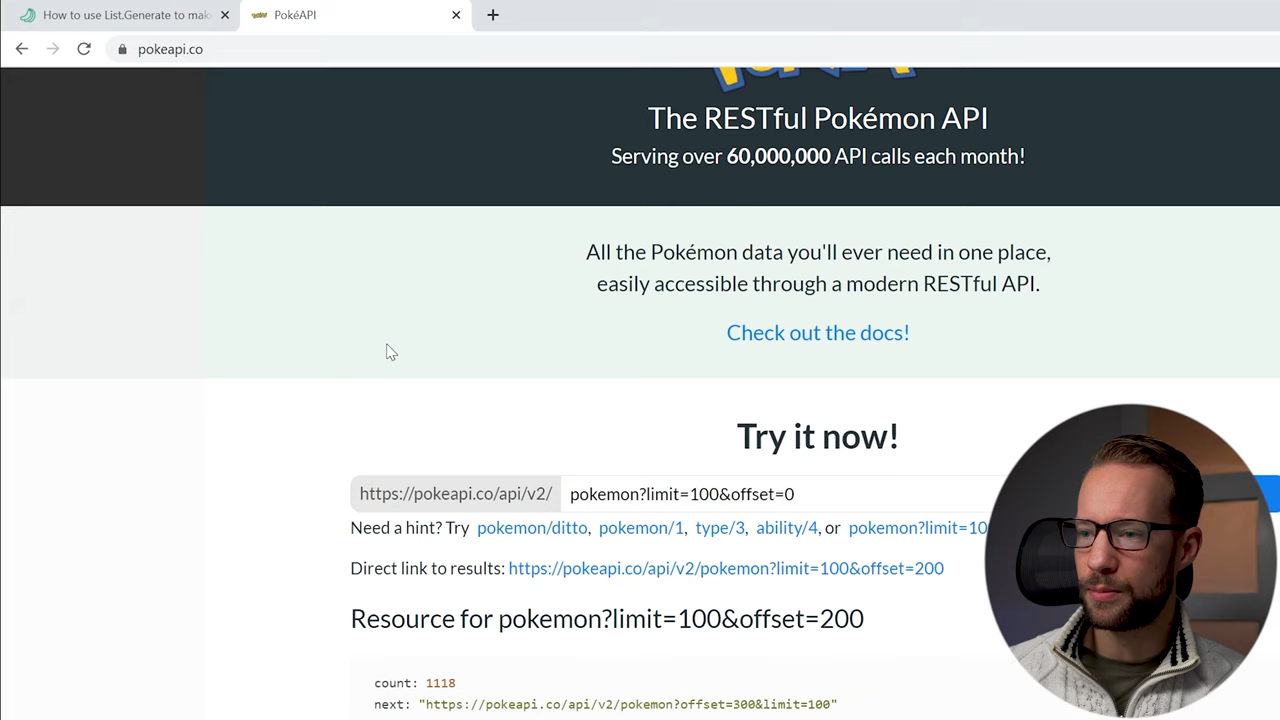 How to use List.Generate to mak
PokéAPI
pokeapi.co
The RESTful Pokémon API
Serving over 60,000,000 API calls each month!
All the Pokémon data you'll ever need in one place,
easily accessible through a modern RESTful API.
Check out the docs!
Try it now!
https://pokeapi.co/api/v2/ pokemon?limit=100&offset=0
Need a hint? Try pokemon/ditto, pokemon/1, type/3, ability/4, or pokemon?limit=10
Direct link to results: https://pokeapi.co/api/v2/pokemon?limit=100&offset=200
Resource for pokemon?limit=100&offset=200
count: 1118
next: "https://pokeapi.co/api/v2/pokemon?offset=300&limit=100"